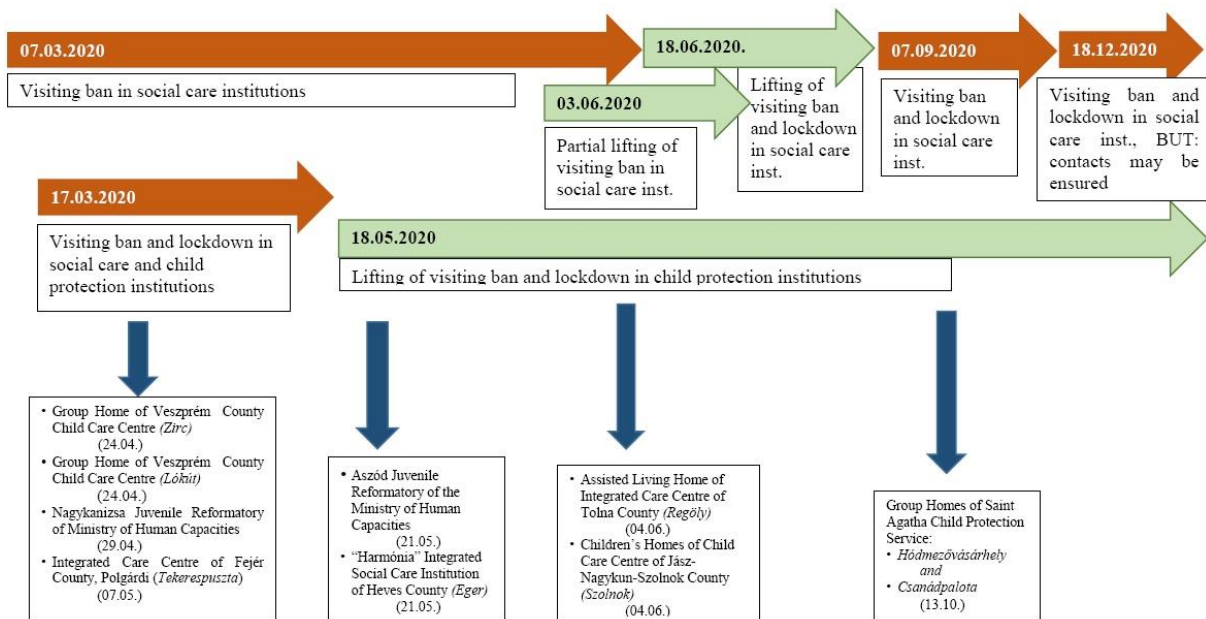 07.03.2020
Visiting ban in social care institutions
18.06.2020.
Lifting of
visiting ban
and lockdown
in social care
inst.
03.06.2020
Partial lifting of
visiting ban in
social care inst.
07.09.2020
Visiting ban
and lockdown
in social care
inst.
18.12.2020
Visiting ban and
lockdown in social
care inst., BUT:
contacts may be
ensured
17.03.2020
Visiting ban and lockdown in
social care and child
protection institutions
18.05.2020
Lifting of visiting ban and lockdown in child protection institutions
• Group Home of Veszprém County
Child Care Centre (Zirc)
(24.04.)
• Group Home of Veszprém County
Child Care Centre (Lókút)
(24.04.)
• Nagykanizsa Juvenile Reformatory
of Ministry of Human Capacities
(29.04.)
• Integrated Care Centre of Fejér
County, Polgárdi (Tekerespuszta)
(07.05.)
• Aszód Juvenile
Reformatory of the
Ministry of Human
Capacities
(21.05.)
• “Harmónia” Integrated
Social Care Institution
of Heves County (Eger)
(21.05.)
• Assisted Living Home of
Integrated Care Centre of
Tolna County (Regöly)
(04.06.)
• Children’s Homes of Child
Care Centre of Jász-
Nagykun-Szolnok County
(Szolnok)
(04.06.)
Group Homes of Saint
Agatha Child Protection
Service:
• Hódmezővásárhely
and
• Csanádpalota
(13.10.)